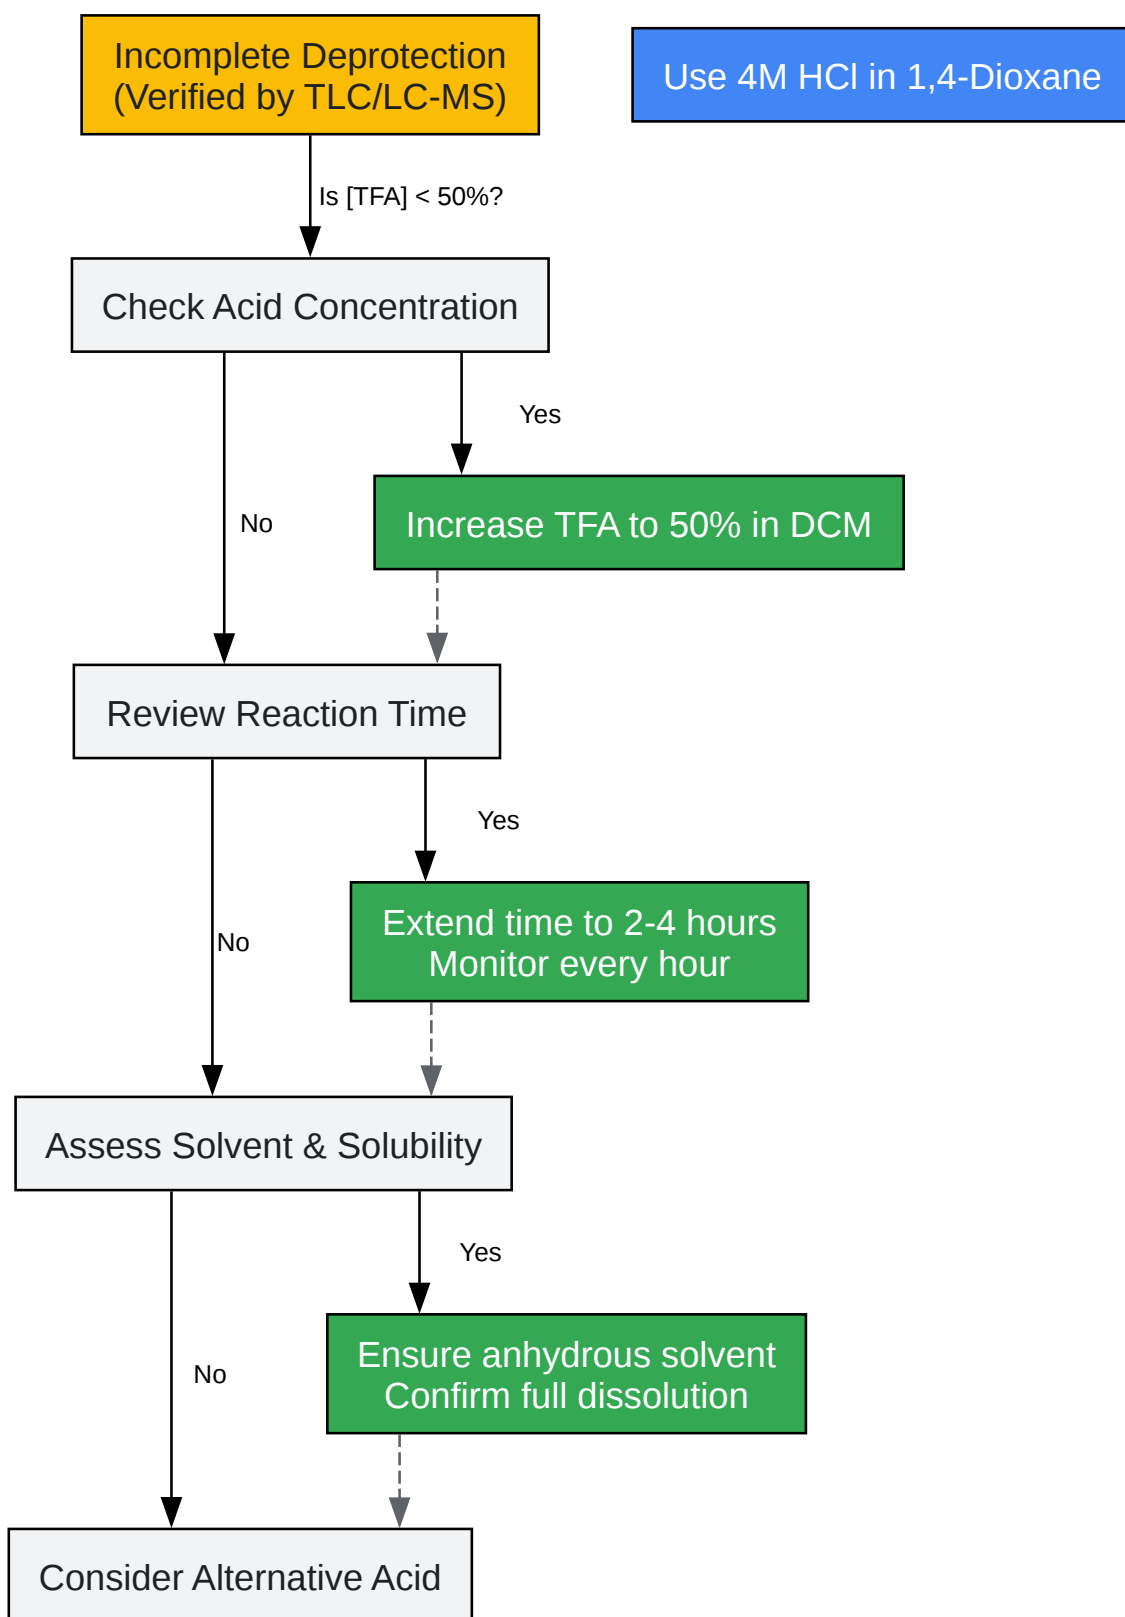 Incomplete Deprotection
(Verified by TLC/LC-MS)
Use 4M HCl in 1,4-Dioxane
Is [TFA] < 50%?
Check Acid Concentration
Yes
No
Increase TFA to 50% in DCM
Review Reaction Time
Yes
No
Extend time to 2-4 hours
Monitor every hour
Assess Solvent & Solubility
Yes
No
Ensure anhydrous solvent
Confirm full dissolution
Consider Alternative Acid